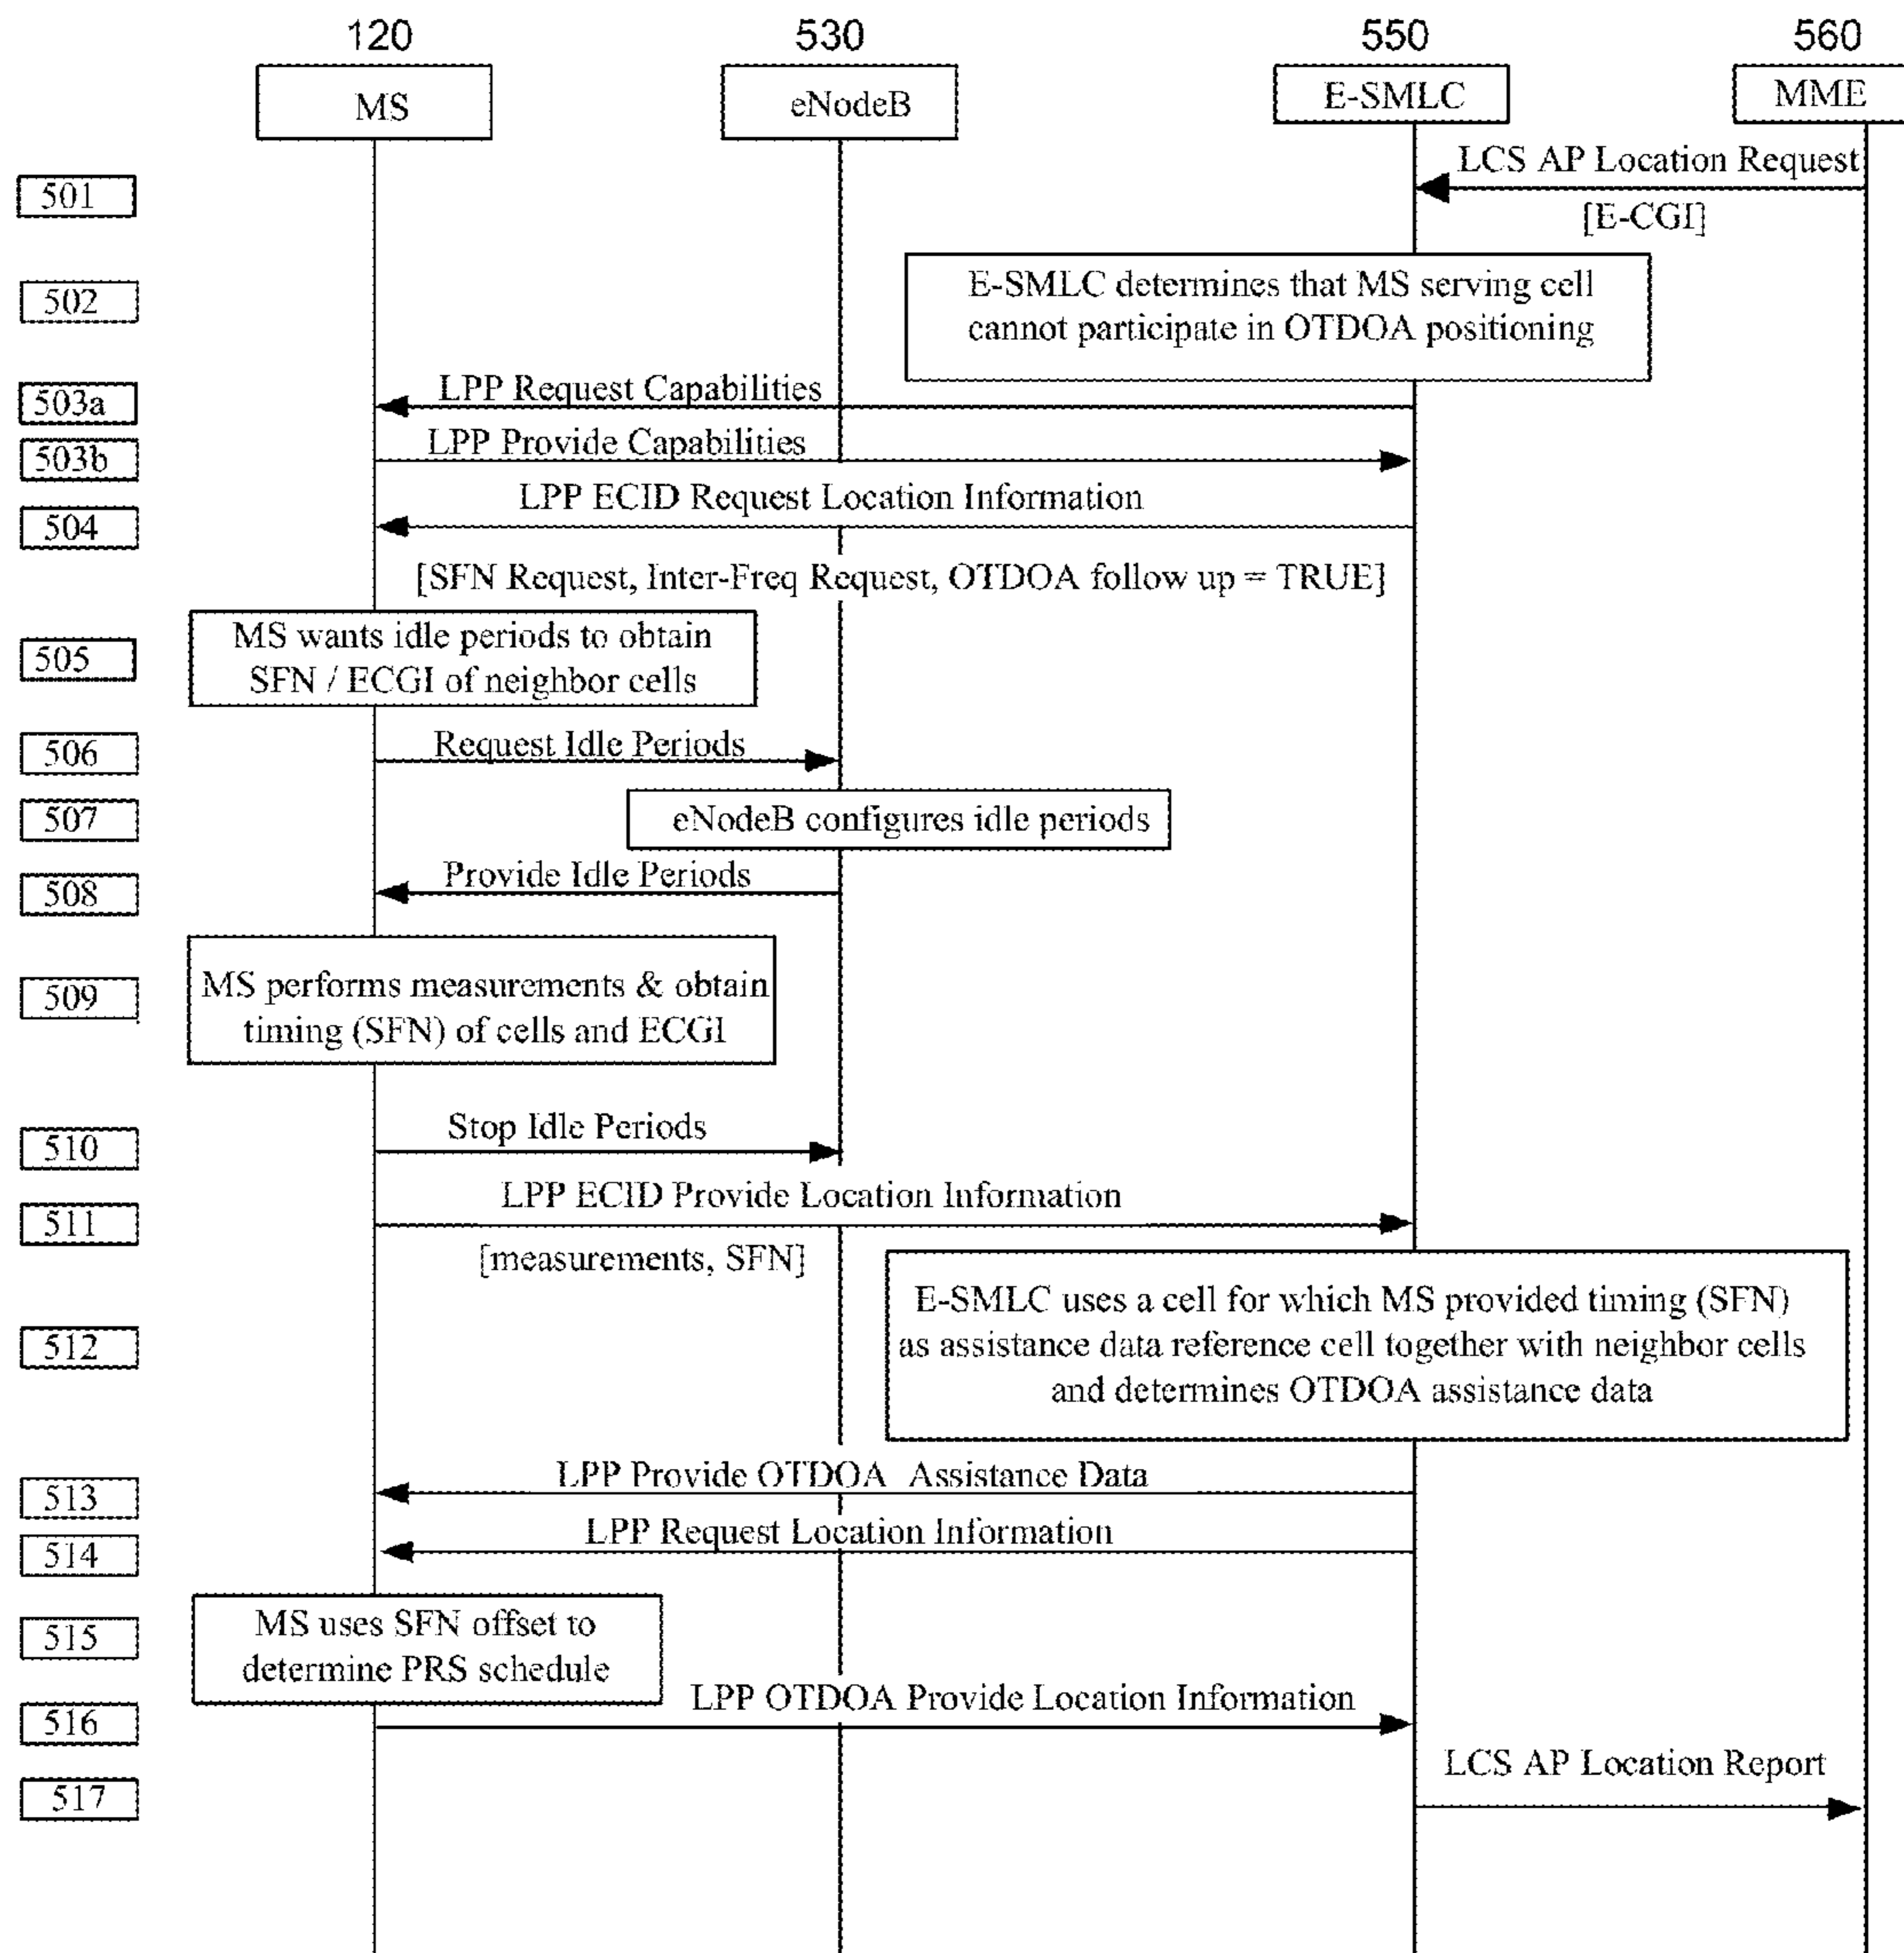 120 530 550 560
MS eNodeB E-SMLC MME
LCS AP Location Request
501
[E-CGI]
E-SMLC determines that MS serving cell
502
cannot participate in OTDOA positioning
LPP Request Capabilities
503a
LPP Provide Capabilities
503b
LPP ECID Request Location Information
504
[SFN Request, Inter-Freq Request, OTDOA follow up = TRUE]
MS wants idle periods to obtain
505
SFN / ECGI of neighbor cells
Request Idle Periods
506
507
eNodeB configures idle periods
Provide Idle Periods
508
MS performs measurements & obtain
509
timing (SFN) of cells and ECGI
Stop Idle Periods
510
LPP ECID Provide Location Information
511
[measurements, SFN]
E-SMLC uses a cell for which MS provided timing (SFN)
512
as assistance data reference cell together with neighbor cells
and determines OTDOA assistance data
LPP Provide OTDOA Assistance Data
513
LPP Request Location Information
514
MS uses SFN offset to
515
determine PRS schedule
LPP OTDOA Provide Location Information
516
LCS AP Location Report
517